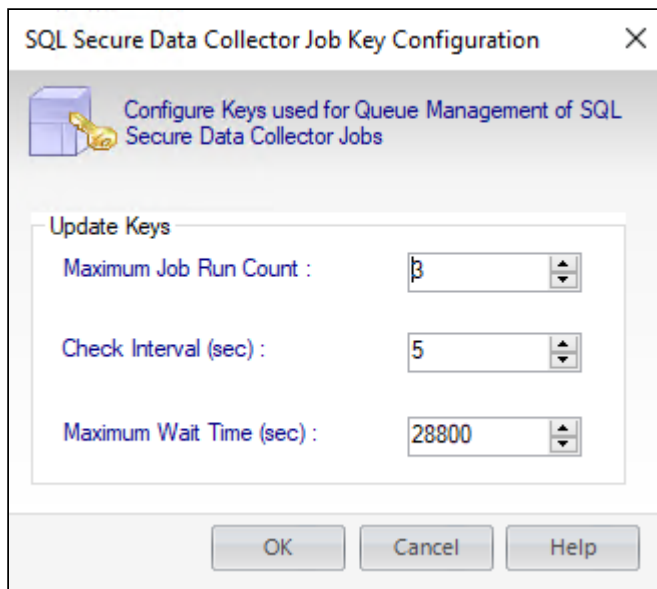 SQL Secure Data Collector Job Key Configuration
Configure Keys used for Queue Management of SQL
Secure Data Collector Jobs
Update Keys
Maximum Job Run Count : 3
Check Interval (sec) : 5
Maximum Wait Time (sec) : 28800
OK Cancel Help